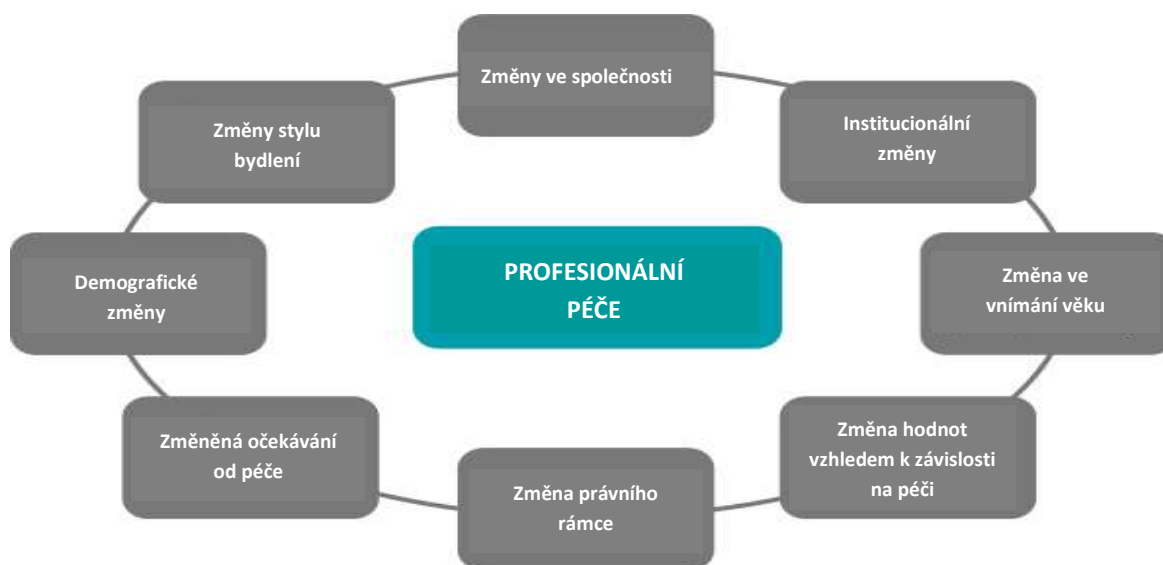 Změny ve společnosti
Změny stylu
bydlení
Institucionální
změny
Demografické
změny
PROFESIONÁLNÍ
PÉČE
Změna ve
vnímání věku
Změněná očekávání
od péče
Změna právního
rámce
Změna hodnot
vzhledem k závislosti
na péči